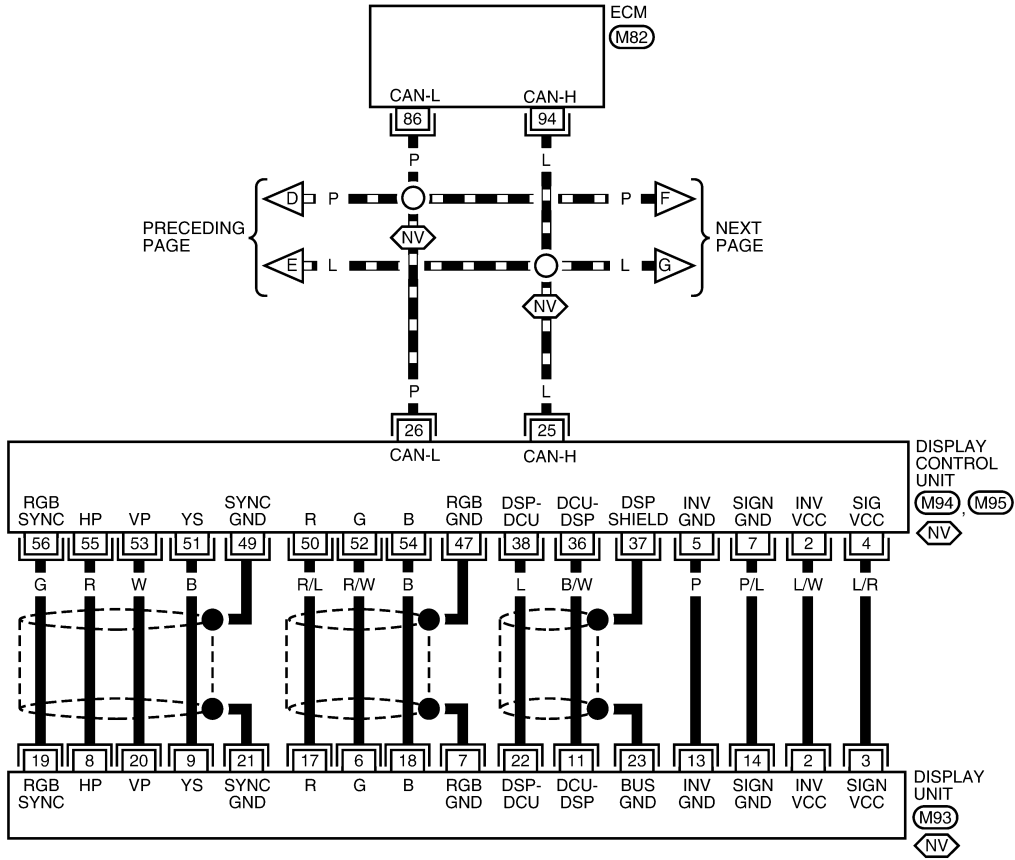 ECM
M82
CAN-L CAN-H
86 94
P L
D P P F
PRECEDING
PAGE
NV
NEXT
PAGE
E L L G
NV
P L
26 25
CAN-L CAN-H
DISPLAY
CONTROL
UNIT
M94 , M95
NV
RGB SYNC RGB DSP- DCU- DSP INV SIGN INV SIG
SYNC HP VP YS GND R G B GND DCU DSP SHIELD GND GND VCC VCC
56 55 53 51 49 50 52 54 47 38 36 37 5 7 2 4
G R W B R/L R/W B L B/W P P/L L/W L/R
19 8 20 9 21 17 6 18 7 22 11 23 13 14 2 3
RGB HP VP YS SYNC R G B RGB DSP- DCU- BUS INV SIGN INV SIGN
SYNC GND GND DCU DSP GND GND GND VCC VCC
DISPLAY
UNIT
M93
NV